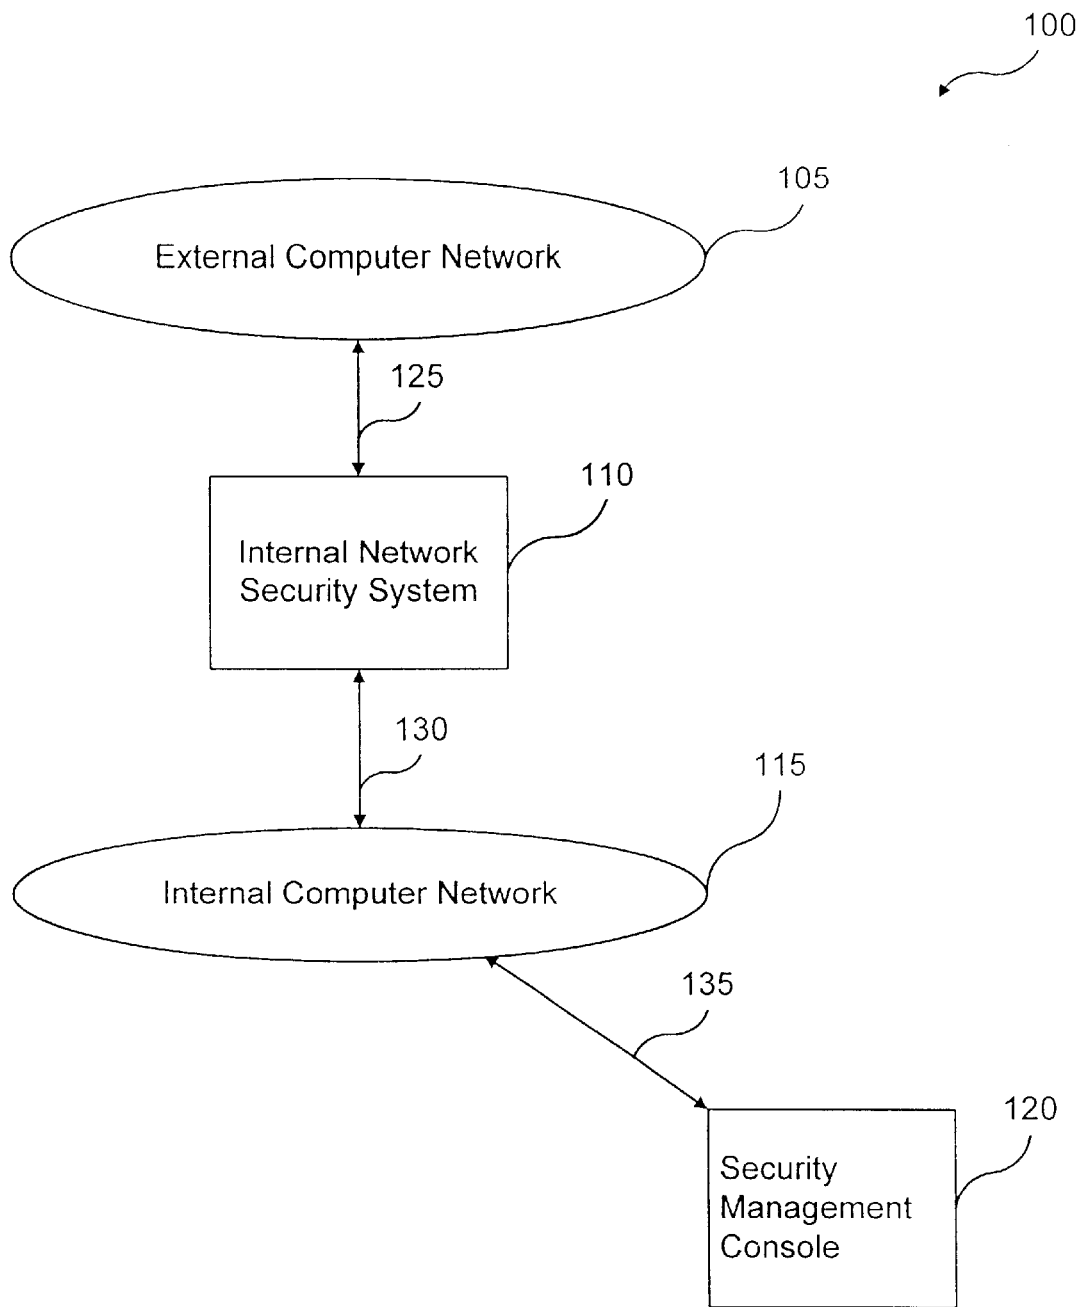 100
105
External Computer Network
125
110
Internal Network
Security System
130
115
Internal Computer Network
135
120
Security
Management
Console